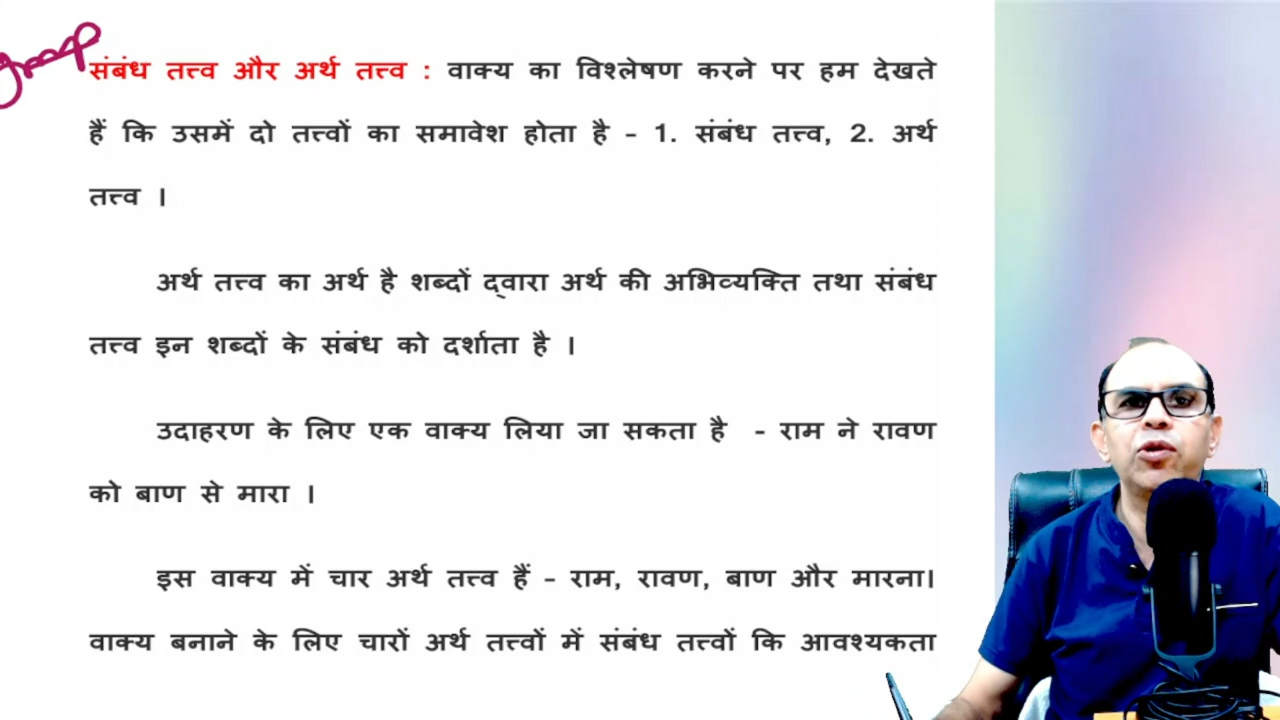 संबंध तत्त्व और अर्थ तत्त्व : वाक्य का विश्लेषण करने पर हम देखते
हैं कि उसमें दो तत्त्वों का समावेश होता है – 1. संबंध तत्त्व, 2. अर्थ
तत्त्व ।
अर्थ तत्त्व का अर्थ है शब्दों द्वारा अर्थ की अभिव्यक्ति तथा संबंध
तत्त्व इन शब्दों के संबंध को दर्शाता है ।
उदाहरण के लिए एक वाक्य लिया जा सकता है - राम ने रावण
को बाण से मारा ।
इस वाक्य में चार अर्थ तत्त्व हैं – राम, रावण, बाण और मारना।
वाक्य बनाने के लिए चारों अर्थ तत्त्वों में संबंध तत्त्वों कि आवश्यकता